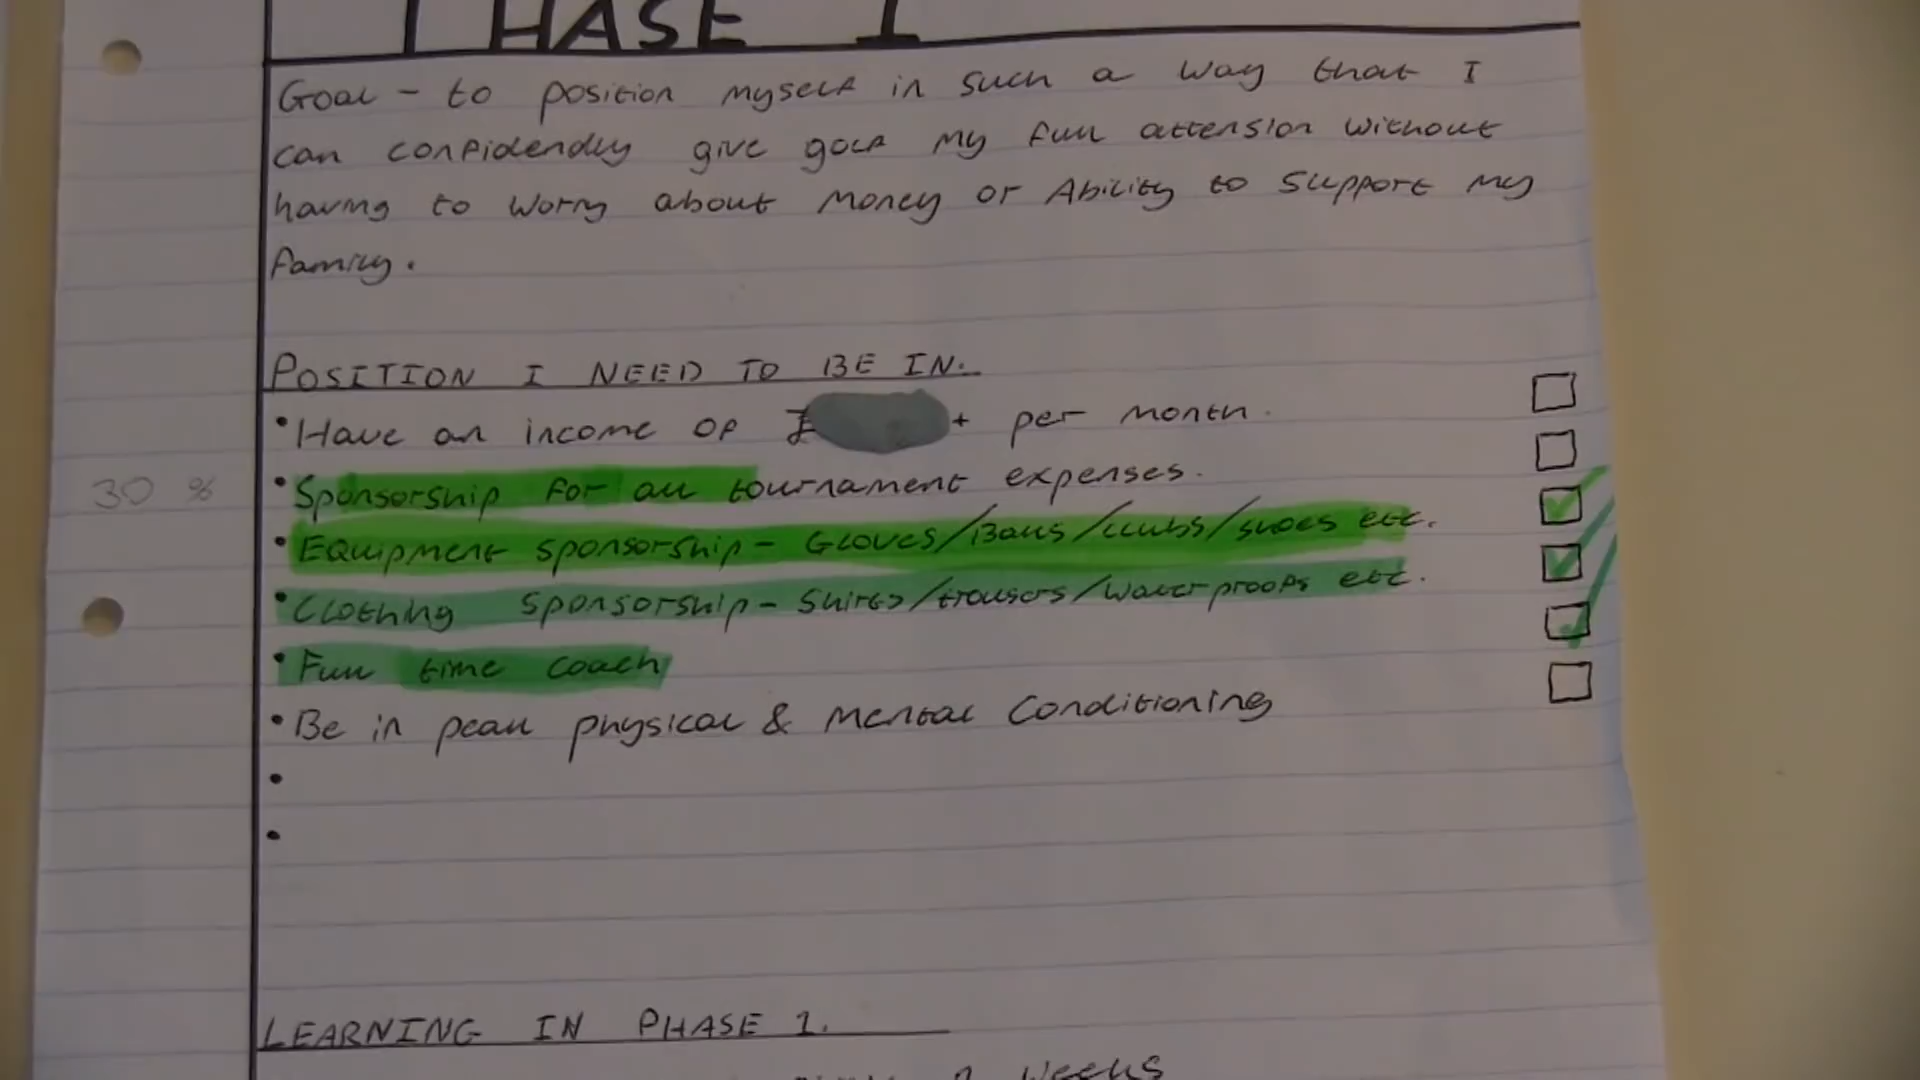 PHASE 1
Goal - to position myself in such a way that I
can confidendly give golf my full attension without
having to worry about money or Ability to support my
family.
POSITION I NEED TO BE IN.
• Have an income of £ + per month.
30 % • Sponsorship for all tournament expenses.
• Equipment sponsorship - Gloves/Balls/clubs/shoes etc.
• Clothing sponsorship - Shirts/trousers/waterproofs etc.
• Full time coach
• Be in peak physical & mental Conditioning
•
•
LEARNING IN PHASE 1.
weeks